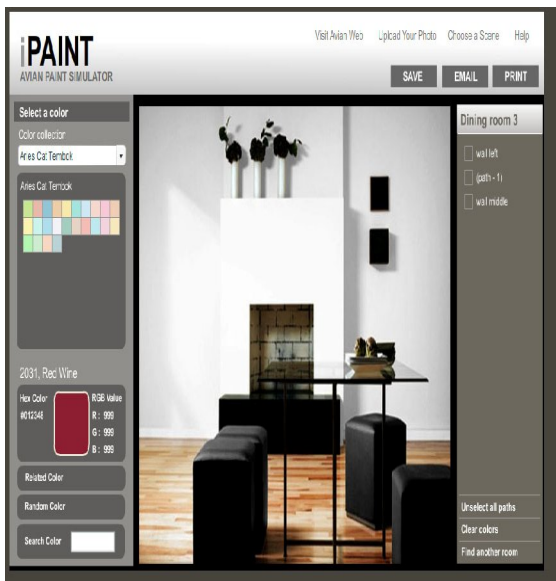 iPAINT
AVIAN PAINT SIMULATOR
Visit Avian Web Upload Your Photo Choose a Scene Help
SAVE EMAIL PRINT
Select a color
Color collection
Aries Cat Tembok
Aries Cat Tembok
2031, Red Wine
Hex Color
#012348
RGB Value
R : 999
G : 999
B : 999
Related Color
Random Color
Search Color
Dining room 3
wall left
(path - 1)
wall middle
Unselect all paths
Clear colors
Find another room